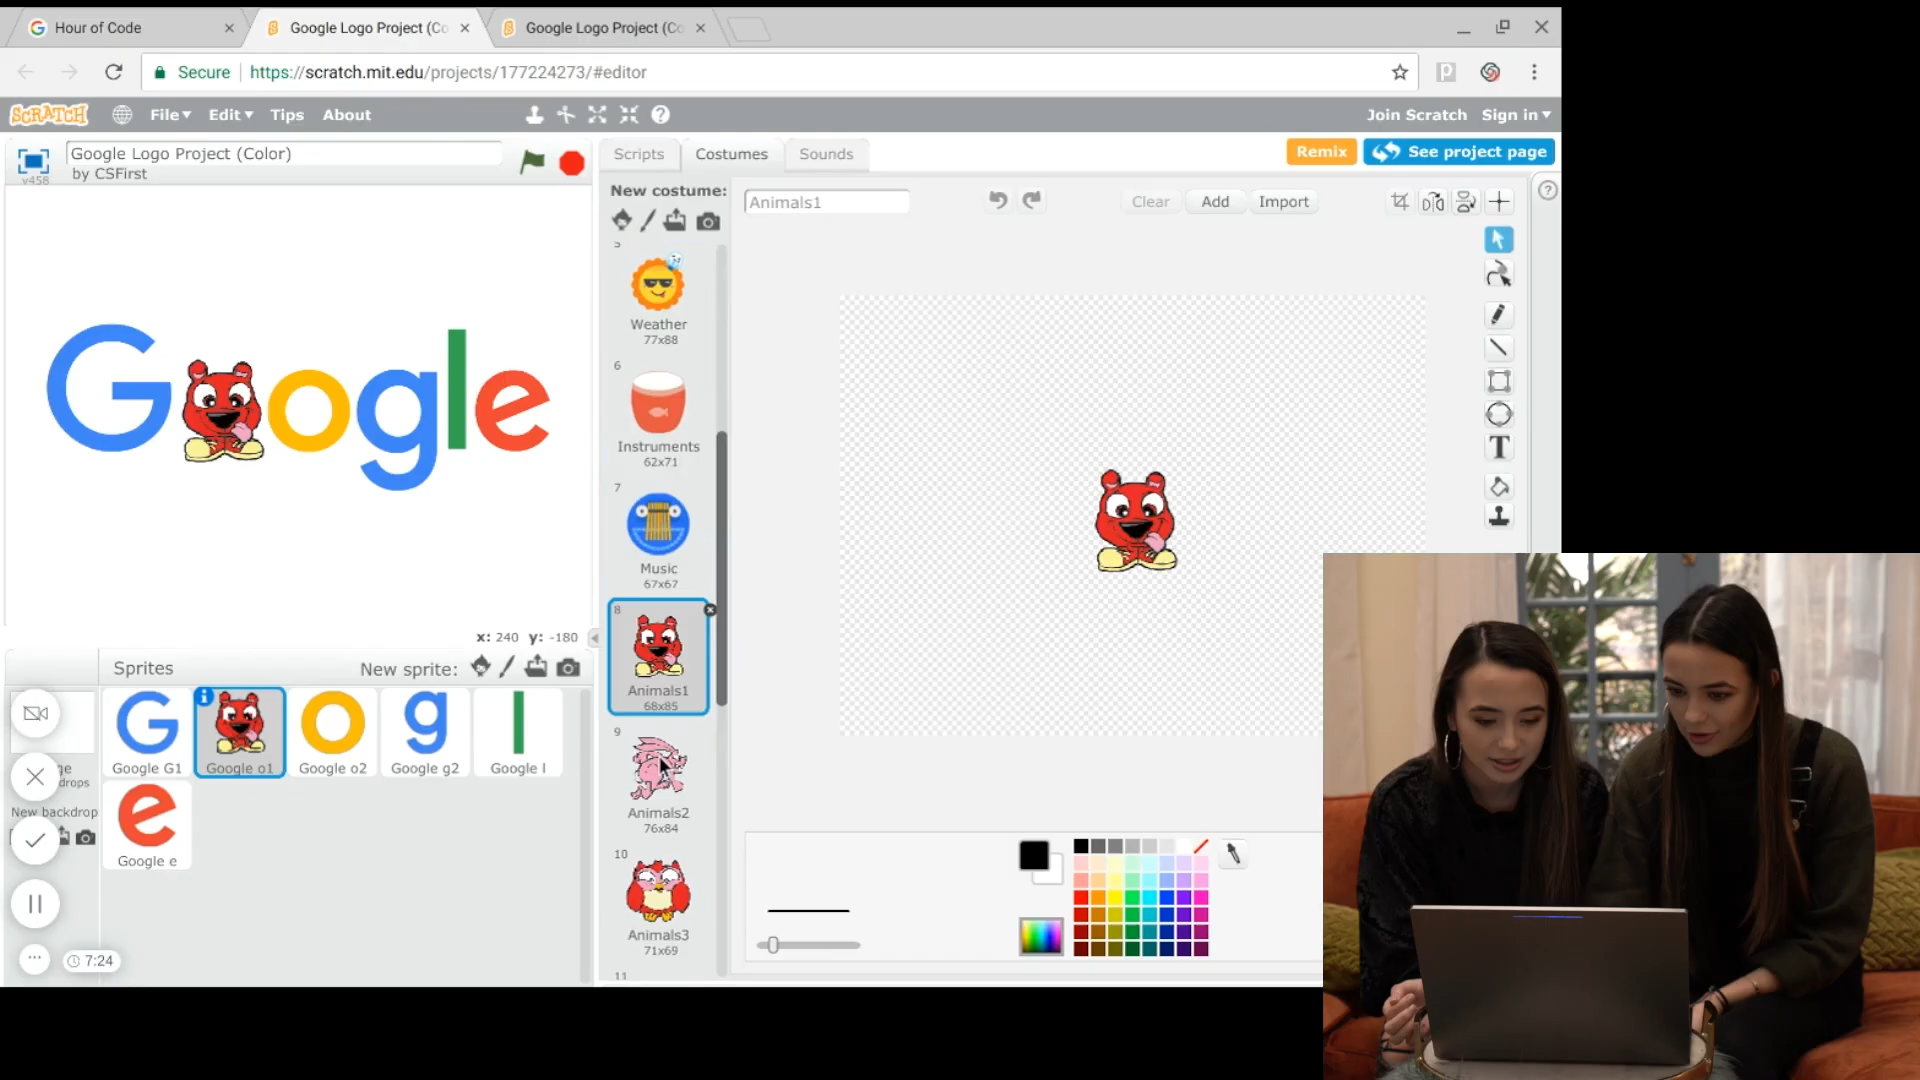 Hour of Code
Google Logo Project (Co
Google Logo Project (Co
Secure
https://scratch.mit.edu/projects/177224273/#editor
SCRATCH
File
Edit
Tips
About
Join Scratch
Sign in
Google Logo Project (Color)
by CSFirst
v458
Scripts
Costumes
Sounds
Remix
See project page
New costume:
Animals1
Clear
Add
Import
5
Weather
77x88
6
Instruments
62x71
7
Music
67x67
8
Animals1
68x85
9
Animals2
76x84
10
Animals3
71x69
11
Google
x: 240 y: -180
Sprites
New sprite:
Google G1
Google o1
Google o2
Google g2
Google l
Google e
ge
drops
New backdrop
7:24
T